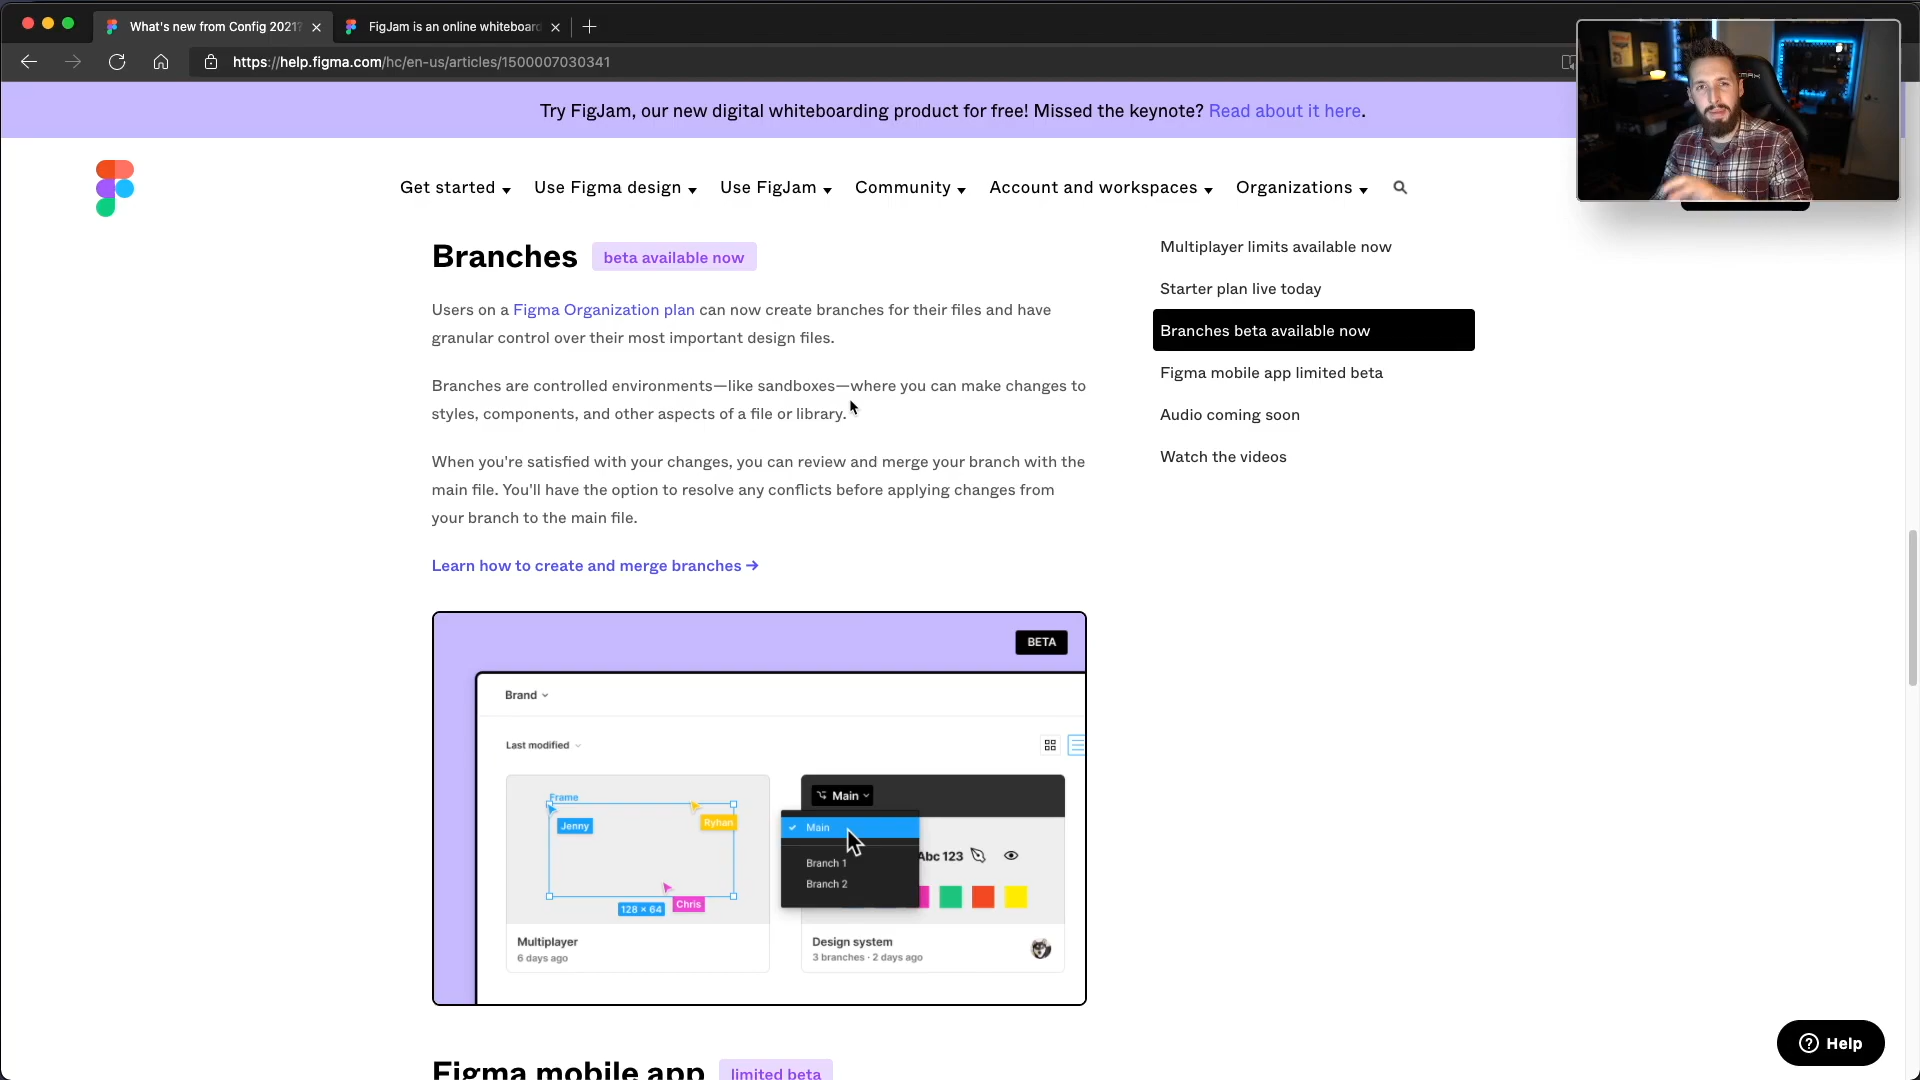 What's new from Config 2021?
FigJam is an online whiteboard
https://help.figma.com/hc/en-us/articles/1500007030341
Try FigJam, our new digital whiteboarding product for free! Missed the keynote? Read about it here.
Get started
Use Figma design
Use FigJam
Community
Account and workspaces
Organizations
Branches
beta available now
Users on a Figma Organization plan can now create branches for their files and have
granular control over their most important design files.
Branches are controlled environments—like sandboxes—where you can make changes to
styles, components, and other aspects of a file or library.
When you're satisfied with your changes, you can review and merge your branch with the
main file. You'll have the option to resolve any conflicts before applying changes from
your branch to the main file.
Learn how to create and merge branches →
Multiplayer limits available now
Starter plan live today
Branches beta available now
Figma mobile app limited beta
Audio coming soon
Watch the videos
BETA
Brand
Last modified
Frame
Jenny
Ryhan
Chris
128 × 64
Multiplayer
6 days ago
Main
Main
Branch 1
Branch 2
Abc 123
Design system
3 branches · 2 days ago
Figma mobile app
limited beta
Help